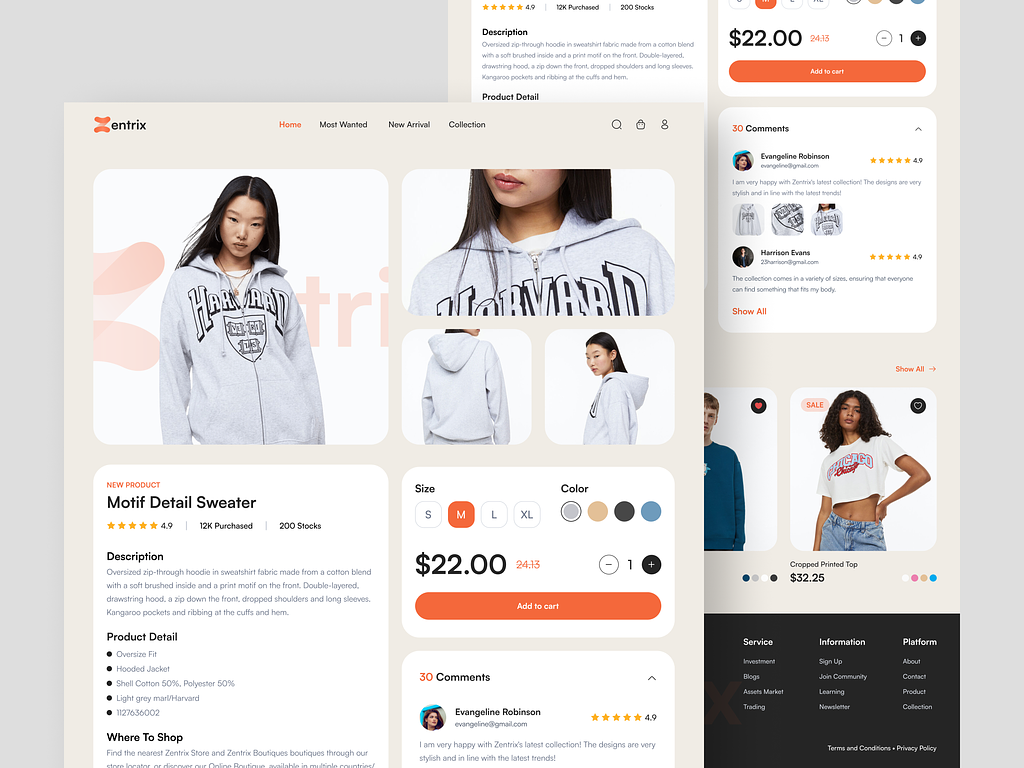 4.9 12K Purchased 200 Stocks
Description
Oversized zip-through hoodie in sweatshirt fabric made from a cotton blend
with a soft brushed inside and a print motif on the front. Double-layered,
drawstring hood, a zip down the front, dropped shoulders and long sleeves.
Kangaroo pockets and ribbing at the cuffs and hem.
Product Detail
M
$22.00 24.13 1
Add to cart
30 Comments
Evangeline Robinson 4.9
evangeline@gmail.com
I am very happy with Zentrix's latest collection! The designs are very
stylish and in line with the latest trends!
Harrison Evans 4.9
23harrison@gmail.com
The collection comes in a variety of sizes, ensuring that everyone
can find something that fits my body.
Show All
Show All →
SALE
CHICAGO
Cropped Printed Top
$32.25
Service Information Platform
Investment Sign Up About
Blogs Join Community Contact
Assets Market Learning Product
Trading Newsletter Collection
Terms and Conditions • Privacy Policy
Zentrix
Home Most Wanted New Arrival Collection
HARVARD
HARVARD
NEW PRODUCT
Motif Detail Sweater
4.9 12K Purchased 200 Stocks
Description
Oversized zip-through hoodie in sweatshirt fabric made from a cotton blend
with a soft brushed inside and a print motif on the front. Double-layered,
drawstring hood, a zip down the front, dropped shoulders and long sleeves.
Kangaroo pockets and ribbing at the cuffs and hem.
Product Detail
Oversize Fit
Hooded Jacket
Shell Cotton 50%, Polyester 50%
Light grey marl/Harvard
1127636002
Where To Shop
Find the nearest Zentrix Store and Zentrix Boutiques boutiques through our
store locator, or discover our Online Boutique, available in multiple countries/
Size Color
S M L XL
$22.00 24.13 1
Add to cart
30 Comments
Evangeline Robinson 4.9
evangeline@gmail.com
I am very happy with Zentrix's latest collection! The designs are very
stylish and in line with the latest trends!